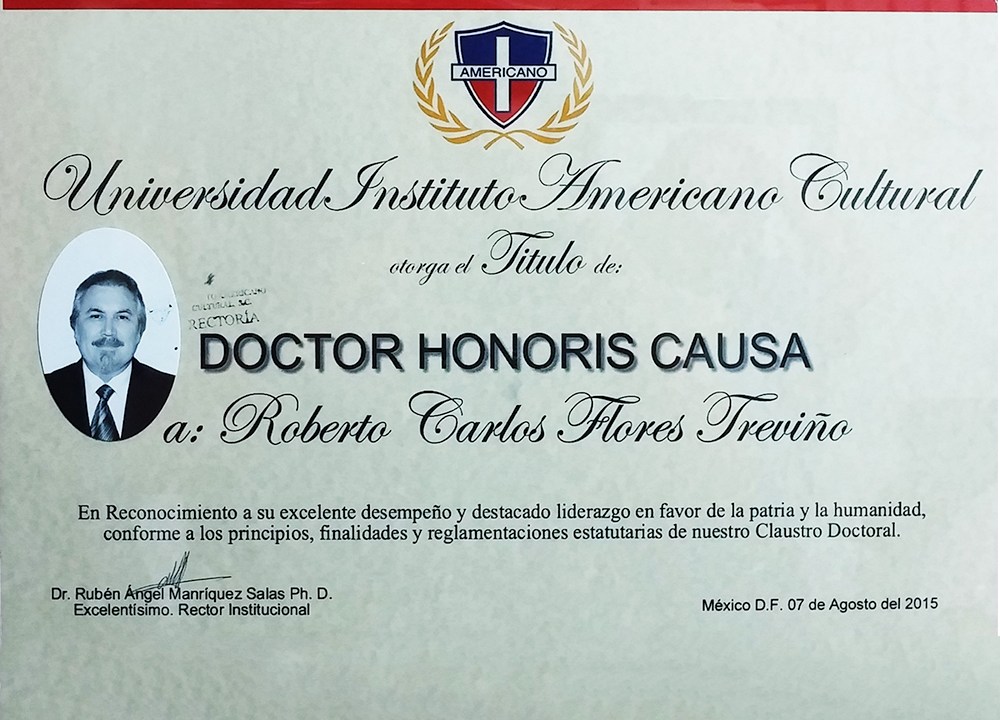 AMERICANO
Universidad Instituto Americano Cultural
otorga el Titulo de:
RECTORÍA
DOCTOR HONORIS CAUSA
a: Roberto Carlos Flores Treviño
En Reconocimiento a su excelente desempeño y destacado liderazgo en favor de la patria y la humanidad,
conforme a los principios, finalidades y reglamentaciones estatutarias de nuestro Claustro Doctoral.
Dr. Rubén Ángel Manríquez Salas Ph. D.
Excelentísimo. Rector Institucional
México D.F. 07 de Agosto del 2015